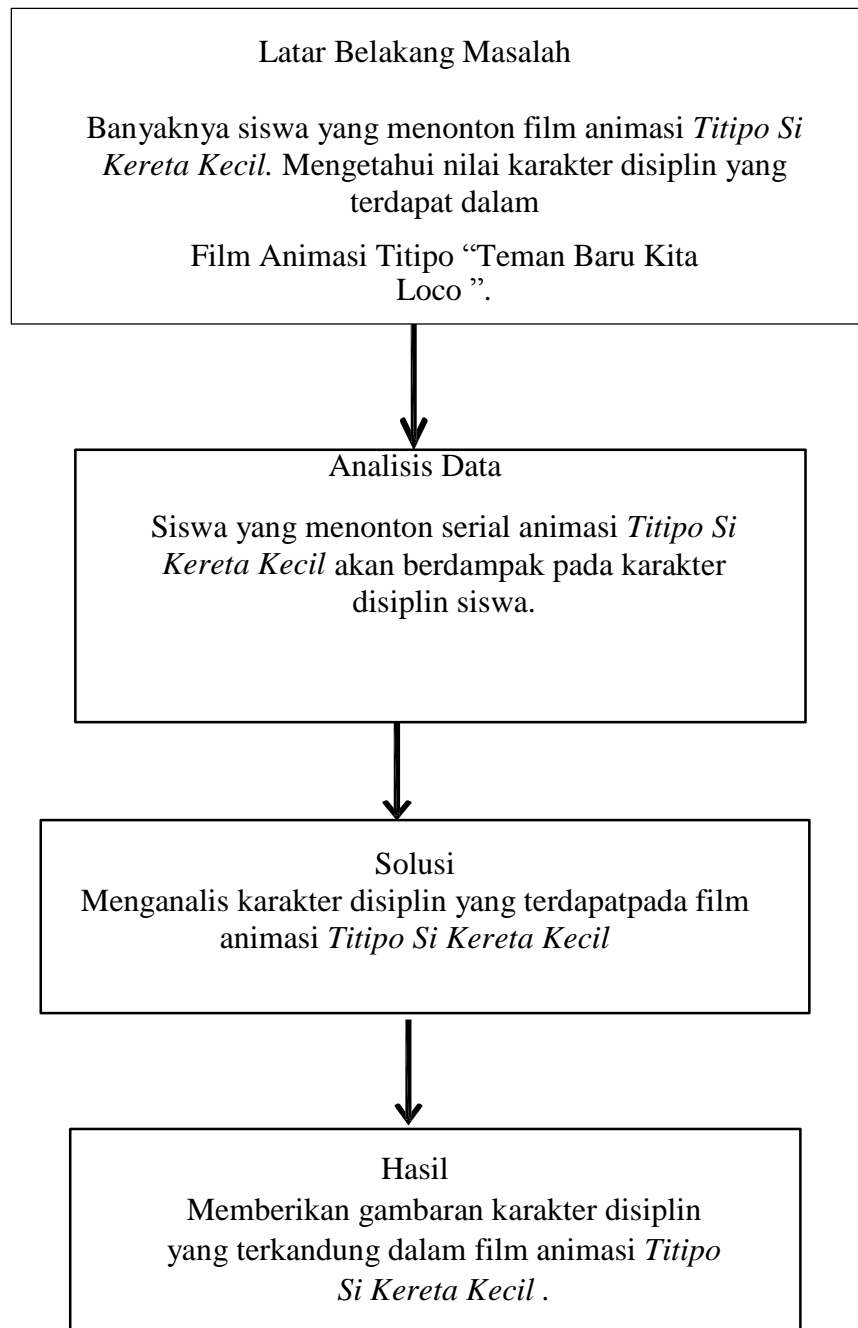 Latar Belakang Masalah
Banyaknya siswa yang menonton film animasi Titipo Si
Kereta Kecil. Mengetahui nilai karakter disiplin yang
terdapat dalam
Film Animasi Titipo “Teman Baru Kita
Loco ”.
Analisis Data
Siswa yang menonton serial animasi Titipo Si
Kereta Kecil akan berdampak pada karakter
disiplin siswa.
Solusi
Menganalis karakter disiplin yang terdapatpada film
animasi Titipo Si Kereta Kecil
Hasil
Memberikan gambaran karakter disiplin
yang terkandung dalam film animasi Titipo
Si Kereta Kecil .